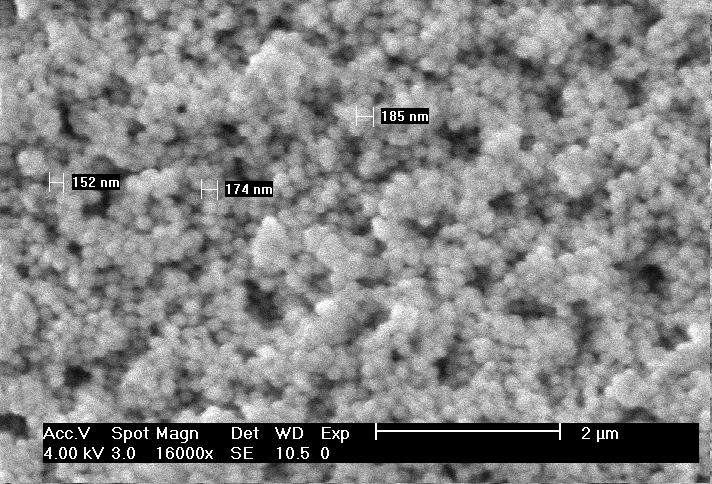 185 nm
152 nm
174 nm
Acc.V Spot Magn Det WD Exp 2 µm
4.00 kV 3.0 16000x SE 10.5 0